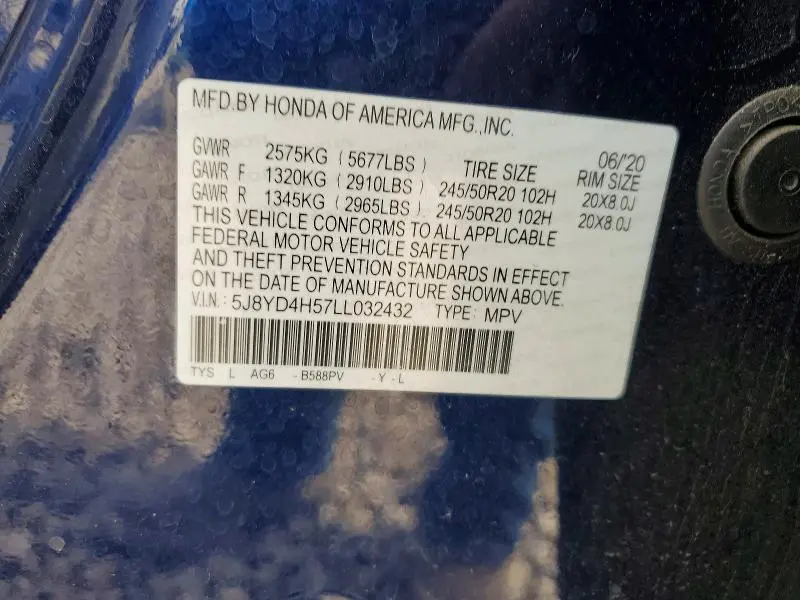 MFD.BY HONDA OF AMERICA MFG.,INC.
06/'20
GVWR 2575KG (5677LBS) TIRE SIZE RIM SIZE
GAWR F 1320KG (2910LBS) 245/50R20 102H 20X8.0J
GAWR R 1345KG (2965LBS) 245/50R20 102H 20X8.0J
THIS VEHICLE CONFORMS TO ALL APPLICABLE
FEDERAL MOTOR VEHICLE SAFETY
AND THEFT PREVENTION STANDARDS IN EFFECT
ON THE DATE OF MANUFACTURE SHOWN ABOVE.
V.I.N: 5J8YD4H57LL032432 TYPE: MPV
TYS L AG6 -B588PV -Y -L